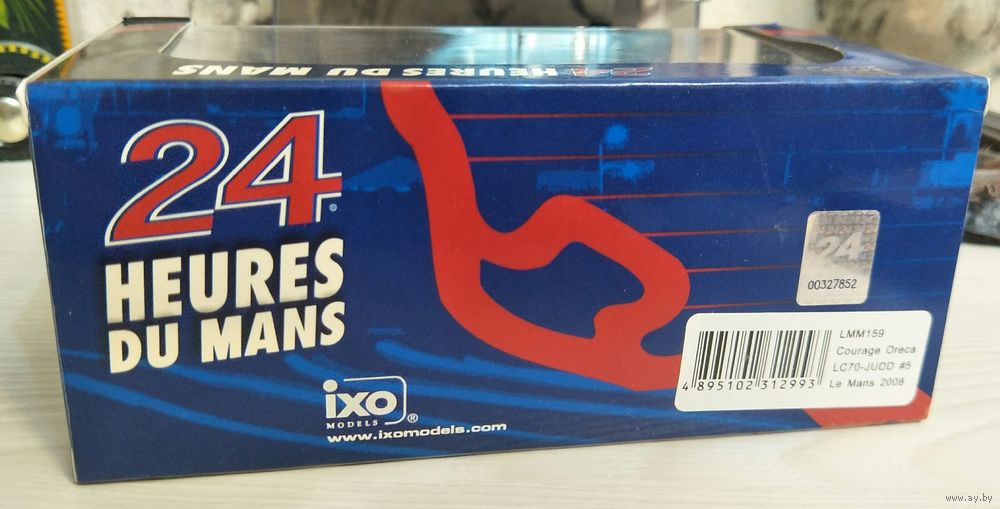 24 HEURES DU MANS
24
HEURES
DU MANS
24
00327852
LMM159
Courage Oreca
LC70-JUDD #5
Le Mans 2008
4 895102 312993
ixo
MODELS ®
www.ixomodels.com
www.ay.by